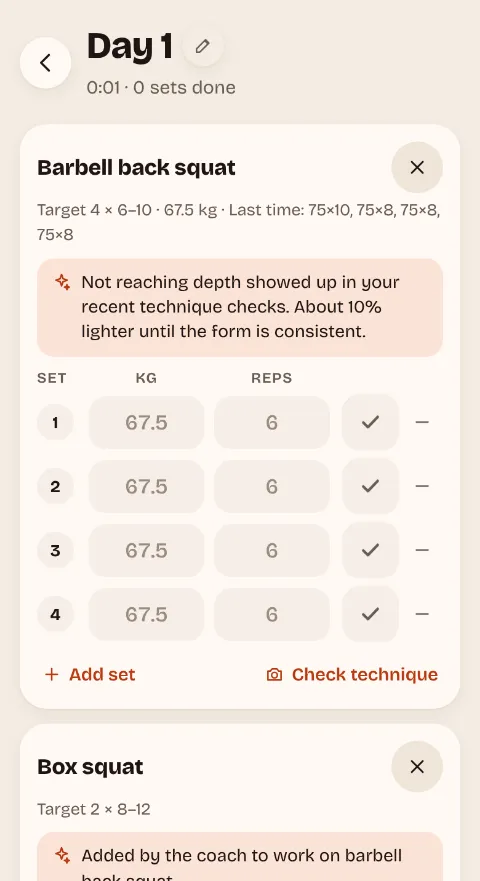 Day 1
0:01 · 0 sets done
Barbell back squat
Target 4 × 6–10 · 67.5 kg · Last time: 75×10, 75×8, 75×8,
75×8
Not reaching depth showed up in your
recent technique checks. About 10%
lighter until the form is consistent.
SET KG REPS
1 67.5 6
2 67.5 6
3 67.5 6
4 67.5 6
Add set Check technique
Box squat
Target 2 × 8–12
Added by the coach to work on barbell
back squat